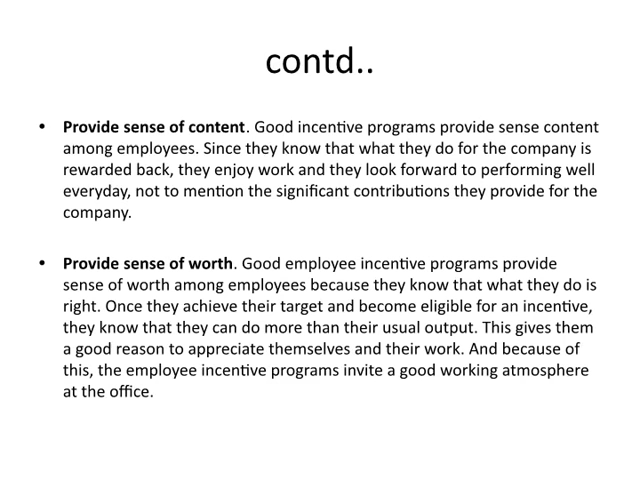 contd..
• Provide sense of content. Good incentive programs provide sense content
among employees. Since they know that what they do for the company is
rewarded back, they enjoy work and they look forward to performing well
everyday, not to mention the significant contributions they provide for the
company.
• Provide sense of worth. Good employee incentive programs provide
sense of worth among employees because they know that what they do is
right. Once they achieve their target and become eligible for an incentive,
they know that they can do more than their usual output. This gives them
a good reason to appreciate themselves and their work. And because of
this, the employee incentive programs invite a good working atmosphere
at the office.